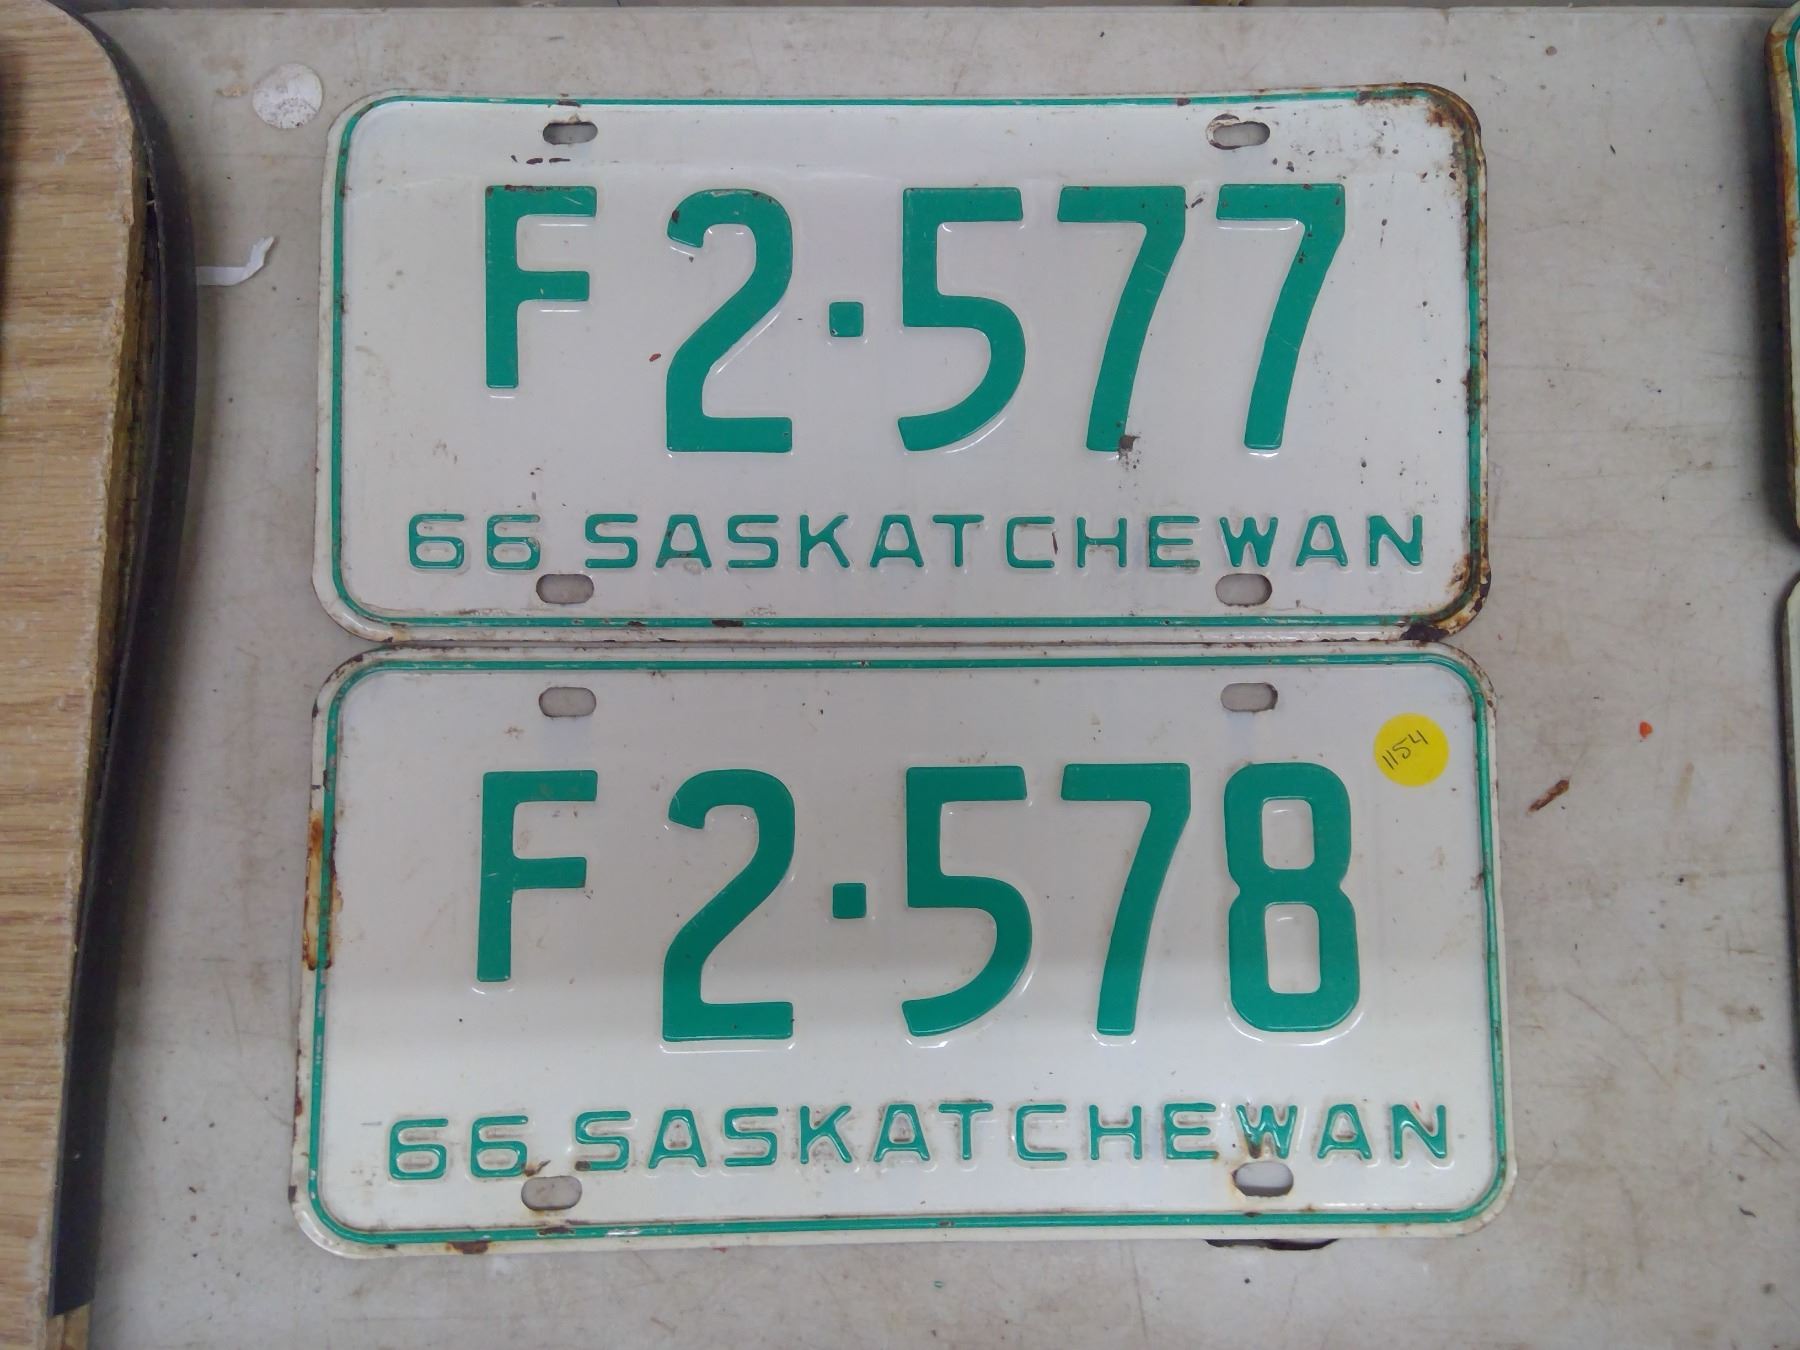 F 2·577
66 SASKATCHEWAN
1154
F 2·578
66 SASKATCHEWAN